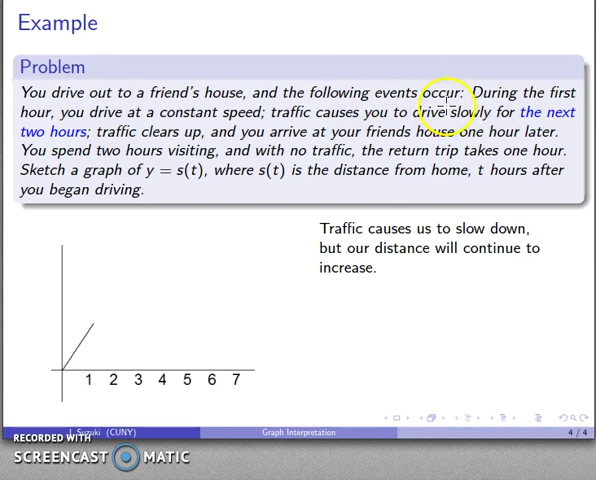 Example
Problem
You drive out to a friend's house, and the following events occur: During the first
hour, you drive at a constant speed; traffic causes you to drive slowly for the next
two hours; traffic clears up, and you arrive at your friends house one hour later.
You spend two hours visiting, and with no traffic, the return trip takes one hour.
Sketch a graph of y = s(t), where s(t) is the distance from home, t hours after
you began driving.
Traffic causes us to slow down,
but our distance will continue to
increase.
1 2 3 4 5 6 7
J. Suzuki (CUNY) Graph Interpretation 4 / 4
RECORDED WITH
SCREENCAST MATIC